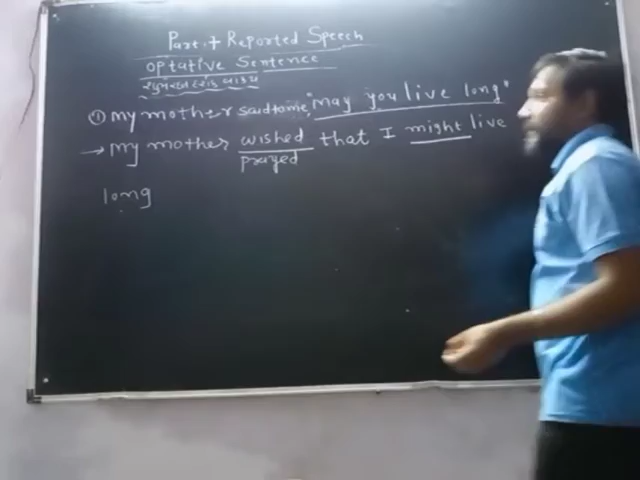 Part + Reported Speech
Optative Sentence
વાક્ય
① My mother said to me, "may you live long"
→ My mother wished that I might live
prayed
long